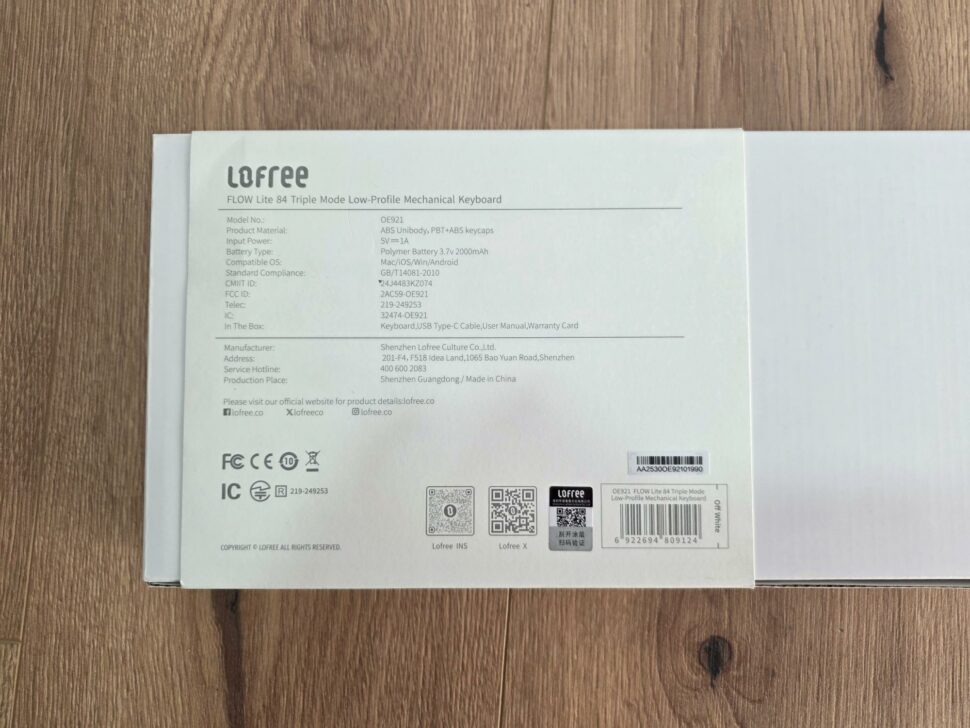 LOFREE
FLOW Lite 84 Triple Mode Low-Profile Mechanical Keyboard
Model No.: OE921
Product Material: ABS Unibody, PBT+ABS keycaps
Input Power: 5V⎓1A
Battery Type: Polymer Battery 3.7v 2000mAh
Compatible OS: Mac/iOS/Win/Android
Standard Compliance: GB/T14081-2010
CMIIT ID: 24J4483KZ074
FCC ID: 2AC59-OE921
Telec: 219-249253
IC: 32474-OE921
In The Box: Keyboard,USB Type-C Cable,User Manual,Warranty Card
Manufacturer: Shenzhen Lofree Culture Co.,Ltd.
Address: 201-F4, F518 Idea Land,1065 Bao Yuan Road,Shenzhen
Service Hotline: 400 600 2083
Production Place: Shenzhen Guangdong / Made in China
Please visit our official website for product details:lofree.co
lofree.co lofreeco lofree.co
FC CE 10
IC R 219-249253
AA2530OE92101990
Lofree INS
Lofree X
LOFREE
刮开涂层
扫码验证
OE921 FLOW Lite 84 Triple Mode
Low-Profile Mechanical Keyboard
6 922694 809124
Off White
COPYRIGHT © LOFREE ALL RIGHTS RESERVED.